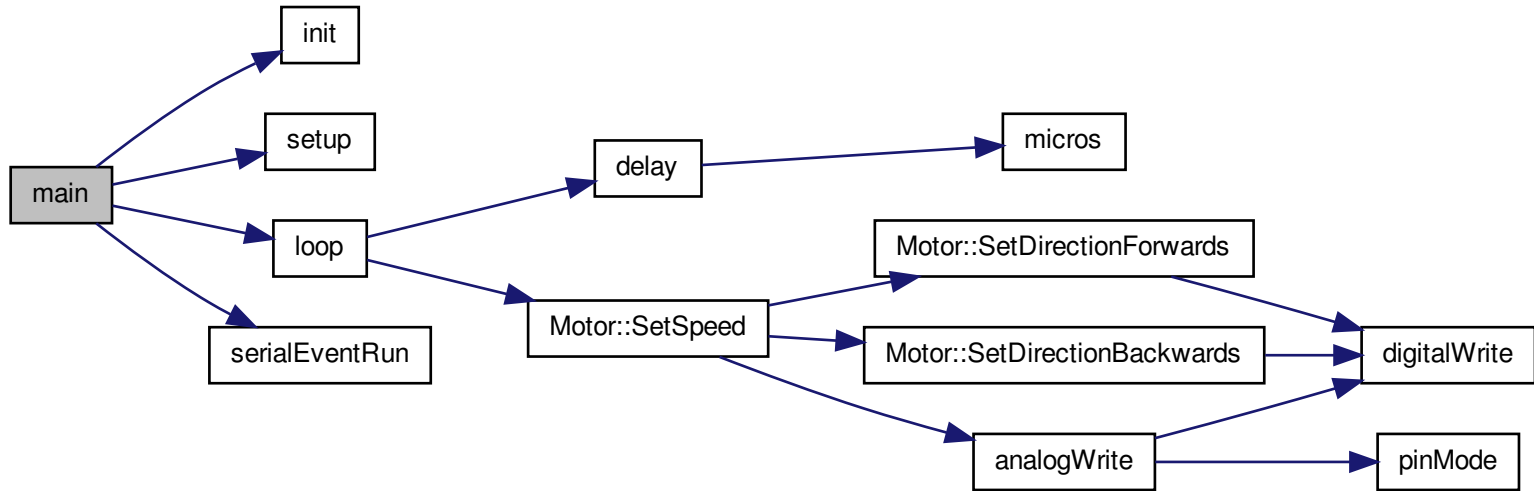 init
setup
main
loop
serialEventRun
delay
micros
Motor::SetSpeed
Motor::SetDirectionForwards
Motor::SetDirectionBackwards
analogWrite
digitalWrite
pinMode